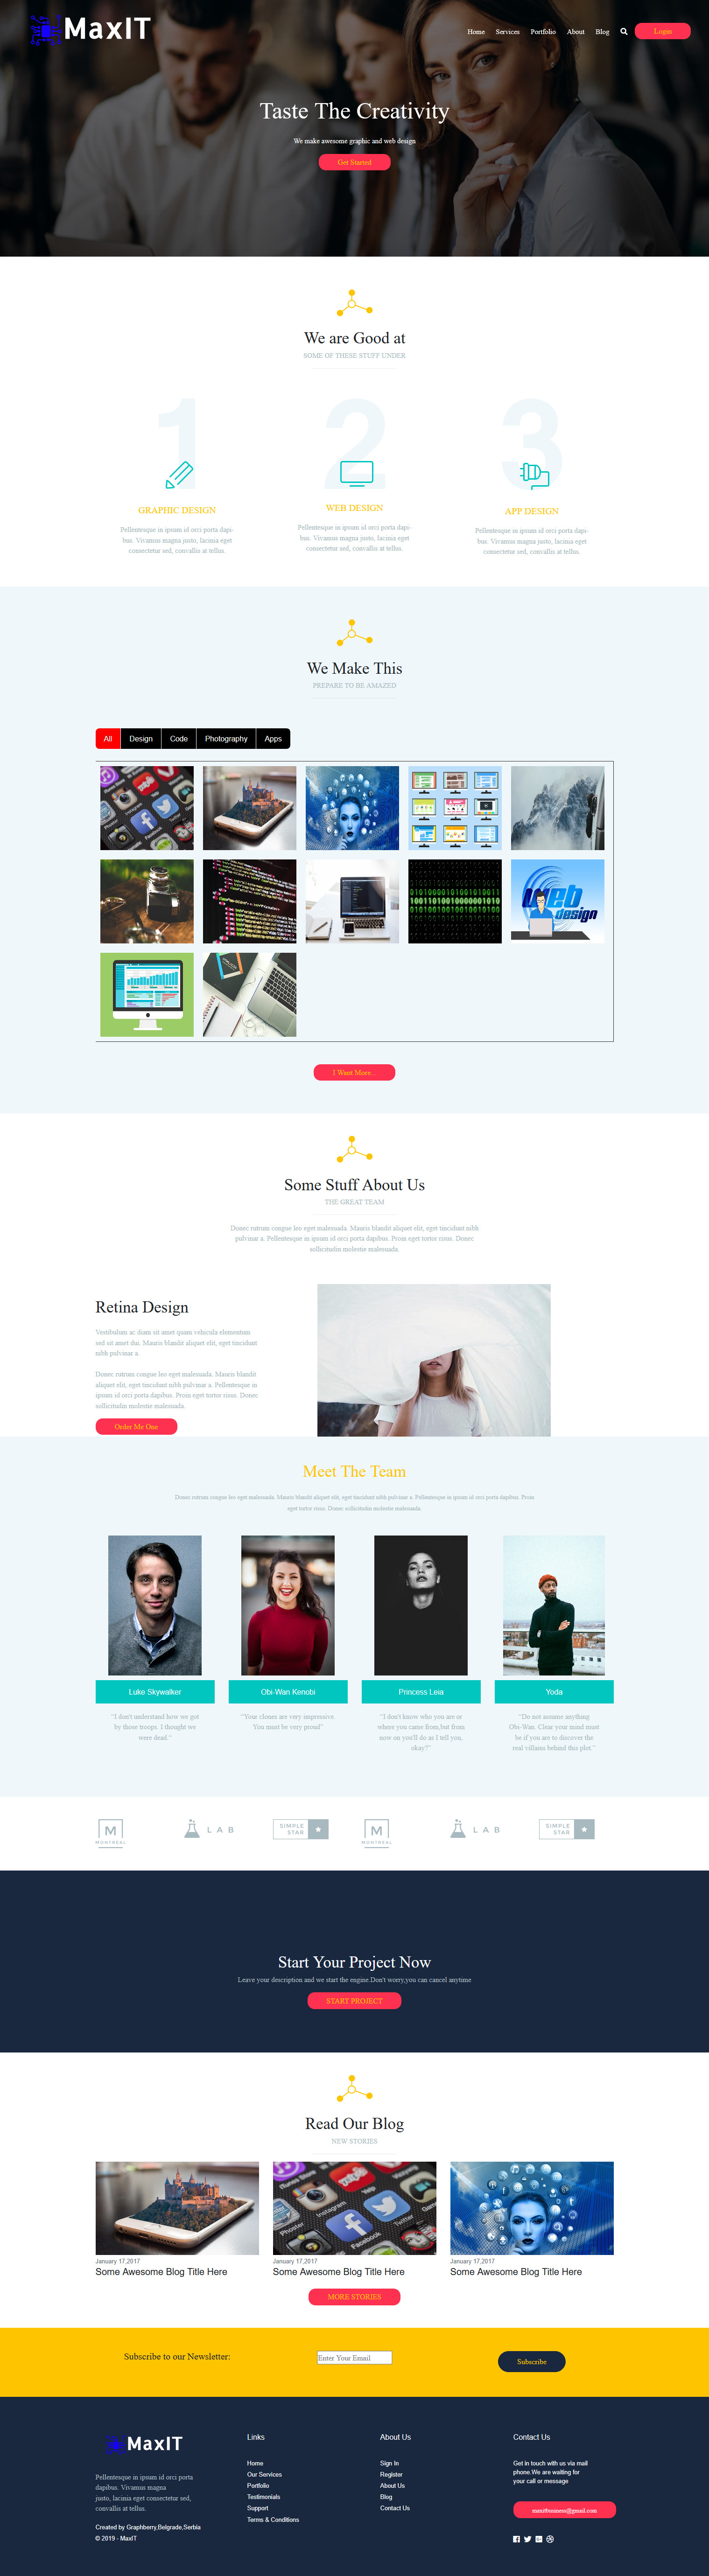 MaxIT
Home Services Portfolio About Blog Login
Taste The Creativity
We make awesome graphic and web design
Get Started
We are Good at
SOME OF THESE STUFF UNDER
1 2 3
GRAPHIC DESIGN
Pellentesque in ipsum id orci porta dapi-
bus. Vivamus magna justo, lacinia eget
consectetur sed, convallis at tellus.
WEB DESIGN
Pellentesque in ipsum id orci porta dapi-
bus. Vivamus magna justo, lacinia eget
consectetur sed, convallis at tellus.
APP DESIGN
Pellentesque in ipsum id orci porta dapi-
bus. Vivamus magna justo, lacinia eget
consectetur sed, convallis at tellus.
We Make This
PREPARE TO BE AMAZED
All Design Code Photography Apps
web
design
I Want More...
Some Stuff About Us
THE GREAT TEAM
Donec rutrum congue leo eget malesuada. Mauris blandit aliquet elit, eget tincidunt nibh
pulvinar a. Pellentesque in ipsum id orci porta dapibus. Proin eget tortor risus. Donec
sollicitudin molestie malesuada.
Retina Design
Vestibulum ac diam sit amet quam vehicula elementum
sed sit amet dui. Mauris blandit aliquet elit, eget tincidunt
nibh pulvinar a.
Donec rutrum congue leo eget malesuada. Mauris blandit
aliquet elit, eget tincidunt nibh pulvinar a. Pellentesque in
ipsum id orci porta dapibus. Proin eget tortor risus. Donec
sollicitudin molestie malesuada.
Order Me One
Meet The Team
Donec rutrum congue leo eget malesuada. Mauris blandit aliquet elit, eget tincidunt nibh pulvinar a. Pellentesque in ipsum id orci porta dapibus. Proin
eget tortor risus. Donec sollicitudin molestie malesuada.
Luke Skywalker
"I don't understand how we got
by those troops. I thought we
were dead."
Obi-Wan Kenobi
"Your clones are very impressive.
You must be very proud"
Princess Leia
"I don't know who you are or
where you came from,but from
now on you'll do as I tell you,
okay?"
Yoda
"Do not assume anything
Obi-Wan. Clear your mind must
be if you are to discover the
real villains behind this plot."
M
MONTREAL
LAB
SIMPLE
STAR
M
MONTREAL
LAB
SIMPLE
STAR
Start Your Project Now
Leave your description and we start the engine.Don't worry,you can cancel anytime
START PROJECT
Read Our Blog
NEW STORIES
Instagram
Facebook
Twitter
January 17,2017
Some Awesome Blog Title Here
January 17,2017
Some Awesome Blog Title Here
January 17,2017
Some Awesome Blog Title Here
MORE STORIES
Subscribe to our Newsletter:
Enter Your Email
Subscribe
MaxIT
Pellentesque in ipsum id orci porta
dapibus. Vivamus magna
justo, lacinia eget consectetur sed,
convallis at tellus.
Created by Graphberry,Belgrade,Serbia
© 2019 - MaxIT
Links
Home
Our Services
Portfolio
Testimonials
Support
Terms & Conditions
About Us
Sign In
Register
About Us
Blog
Contact Us
Contact Us
Get in touch with us via mail
phone.We are waiting for
your call or message
maxitbusiness@gmail.com